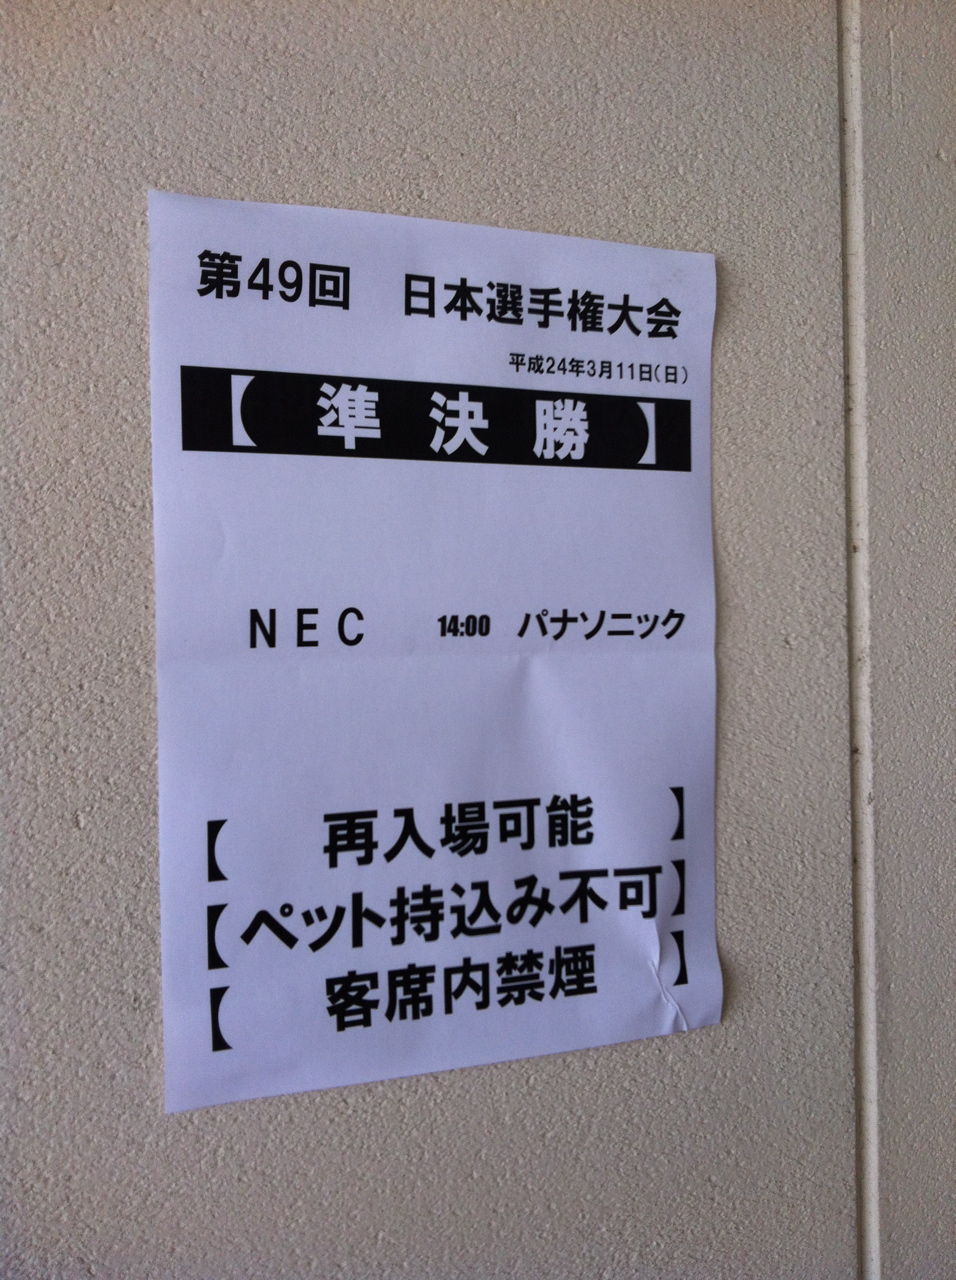 第49回 日本選手権大会
平成24年3月11日(日)
【準決勝】
NEC 14:00 パナソニック
【 再入場可能 】
【ペット持込み不可】
【 客席内禁煙 】